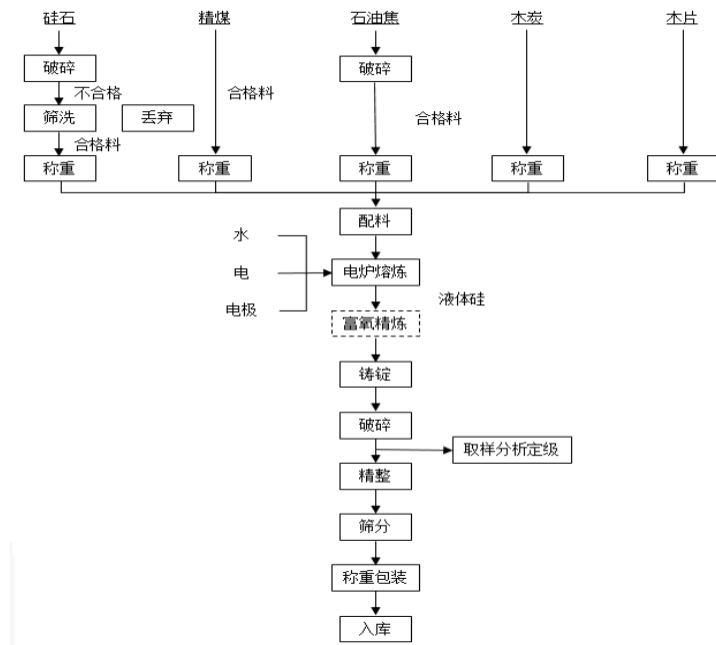 硅石 精煤 石油焦 木炭 木片
破碎 破碎
不合格 合格料
筛洗 丢弃 合格料
合格料
称重 称重 称重 称重 称重
配料
水
电 电炉熔炼
液体硅
电极
富氧精炼
铸锭
破碎
取样分析定级
精整
筛分
称重包装
入库